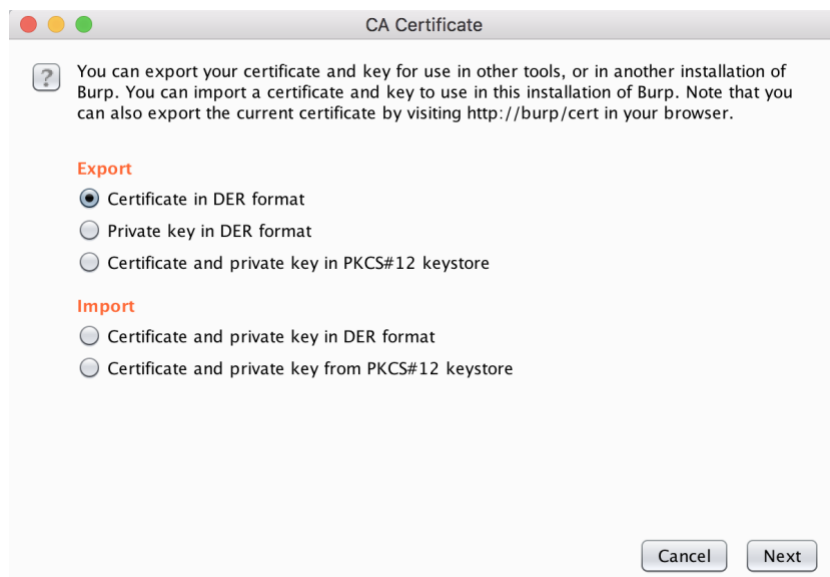 CA Certificate
?
You can export your certificate and key for use in other tools, or in another installation of
Burp. You can import a certificate and key to use in this installation of Burp. Note that you
can also export the current certificate by visiting http://burp/cert in your browser.
Export
Certificate in DER format
Private key in DER format
Certificate and private key in PKCS#12 keystore
Import
Certificate and private key in DER format
Certificate and private key from PKCS#12 keystore
Cancel Next